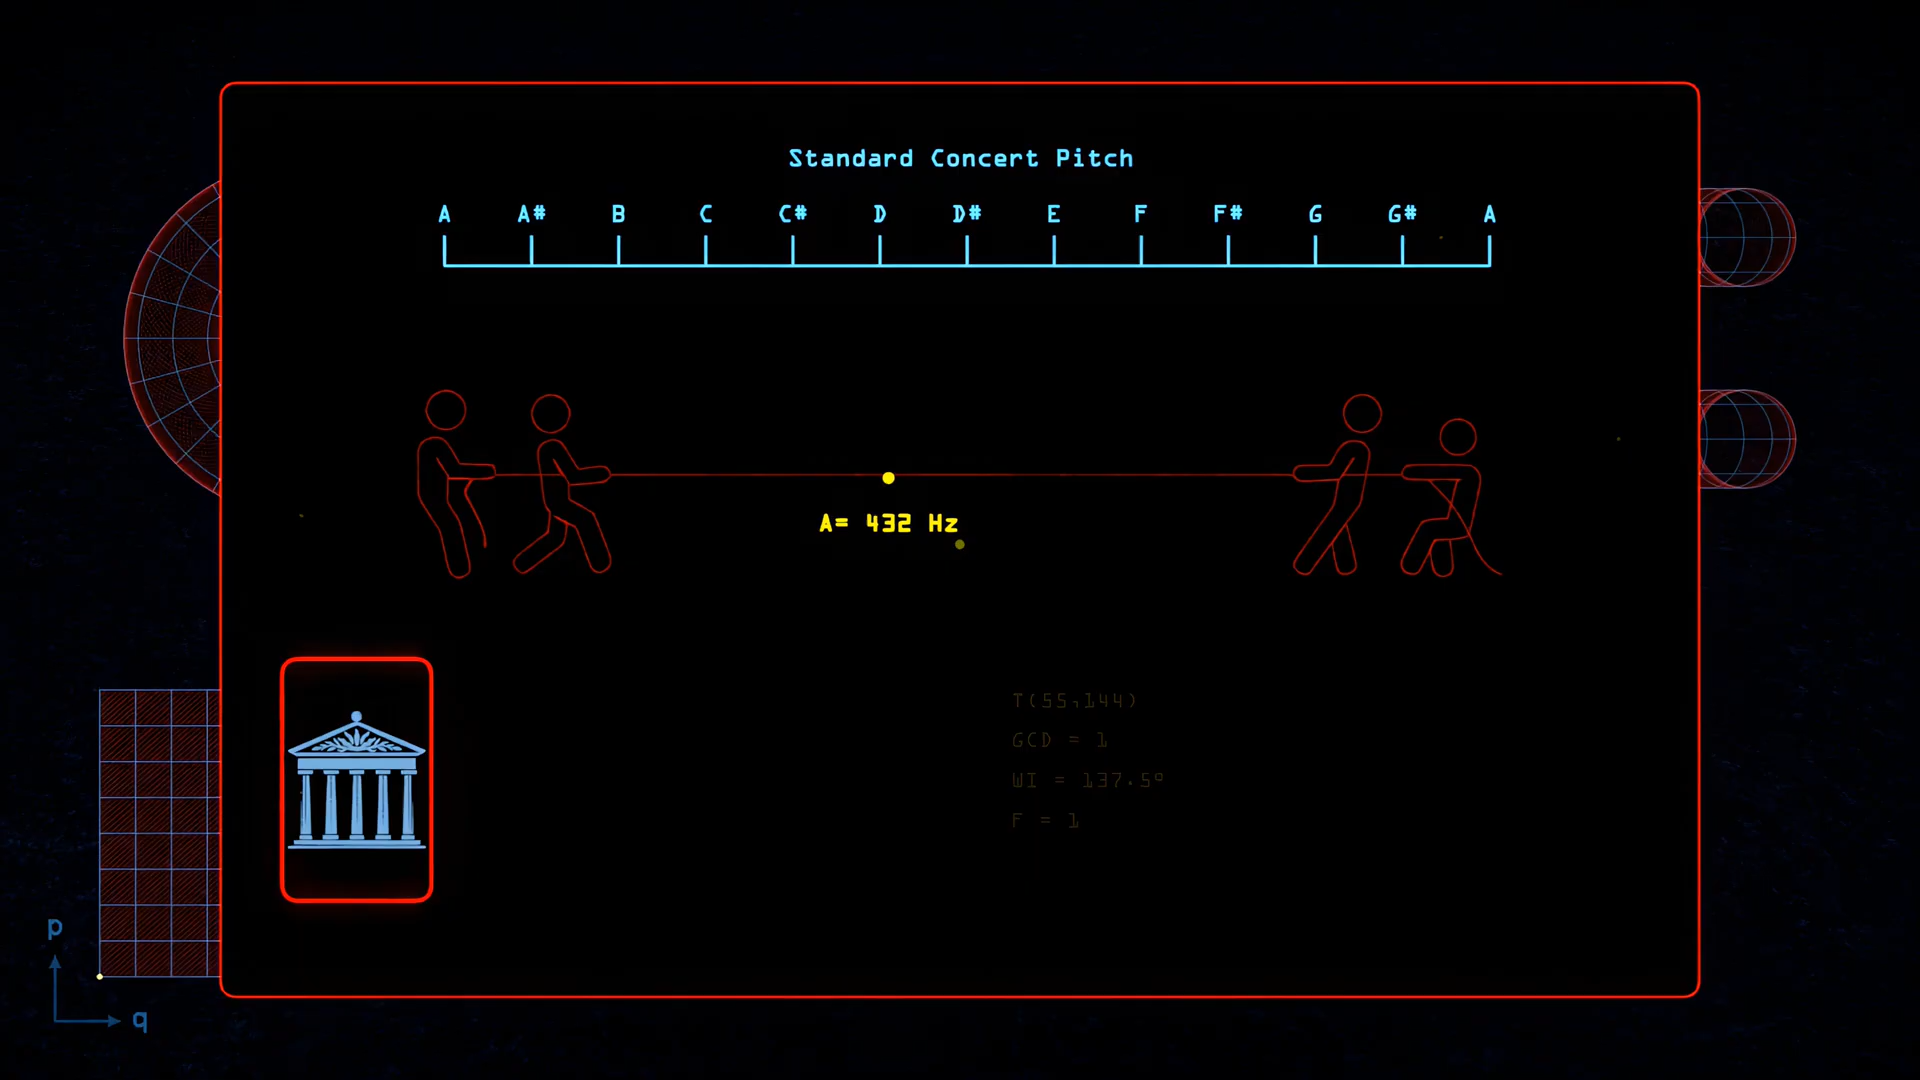 Standard Concert Pitch
A A# B C C# D D# E F F# G G# A
A= 432 Hz
T(55,144)
GCD = 1
WI = 137.5°
F = 1
p
q